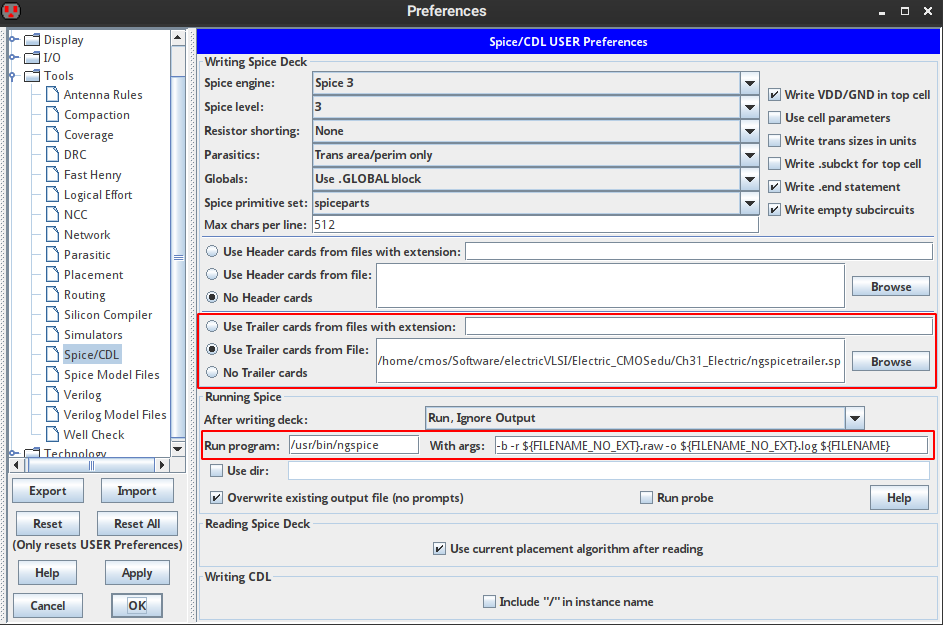 Preferences
Display
I/O
Tools
Antenna Rules
Compaction
Coverage
DRC
Fast Henry
Logical Effort
NCC
Network
Parasitic
Placement
Routing
Silicon Compiler
Simulators
Spice/CDL
Spice Model Files
Verilog
Verilog Model Files
Well Check
Technology
Export Import
Reset Reset All
(Only resets USER Preferences)
Help Apply
Cancel OK
Spice/CDL USER Preferences
Writing Spice Deck
Spice engine: Spice 3
Spice level: 3
Resistor shorting: None
Parasitics: Trans area/perim only
Globals: Use .GLOBAL block
Spice primitive set: spiceparts
Max chars per line: 512
Write VDD/GND in top cell
Use cell parameters
Write trans sizes in units
Write .subckt for top cell
Write .end statement
Write empty subcircuits
Use Header cards from files with extension:
Use Header cards from file: Browse
No Header cards
Use Trailer cards from files with extension:
Use Trailer cards from File: /home/cmos/Software/electricVLSI/Electric_CMOSedu/Ch31_Electric/ngspicetrailer.sp Browse
No Trailer cards
Running Spice
After writing deck: Run, Ignore Output
Run program: /usr/bin/ngspice With args: -b -r ${FILENAME_NO_EXT}.raw -o ${FILENAME_NO_EXT}.log ${FILENAME}
Use dir:
Overwrite existing output file (no prompts) Run probe Help
Reading Spice Deck
Use current placement algorithm after reading
Writing CDL
Include "/" in instance name